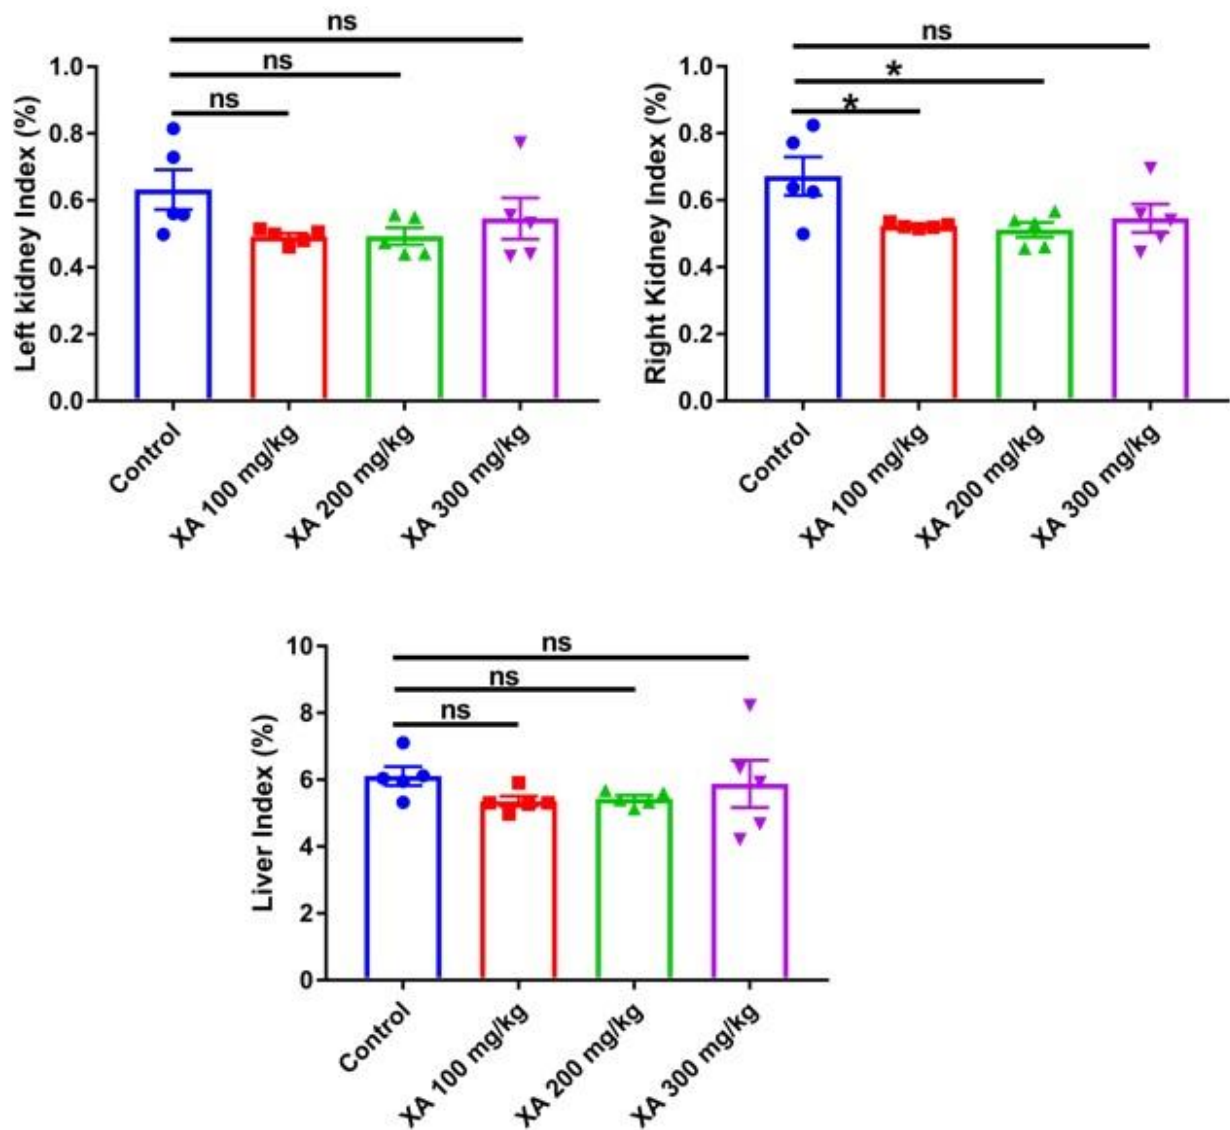 ns
ns
ns
1.0
0.8
0.6
0.4
0.2
0.0
Left kidney Index (%)
Control
XA 100 mg/kg
XA 200 mg/kg
XA 300 mg/kg
ns
*
*
1.0
0.8
0.6
0.4
0.2
0.0
Right Kidney Index (%)
Control
XA 100 mg/kg
XA 200 mg/kg
XA 300 mg/kg
ns
ns
ns
10
8
6
4
2
0
Liver Index (%)
Control
XA 100 mg/kg
XA 200 mg/kg
XA 300 mg/kg